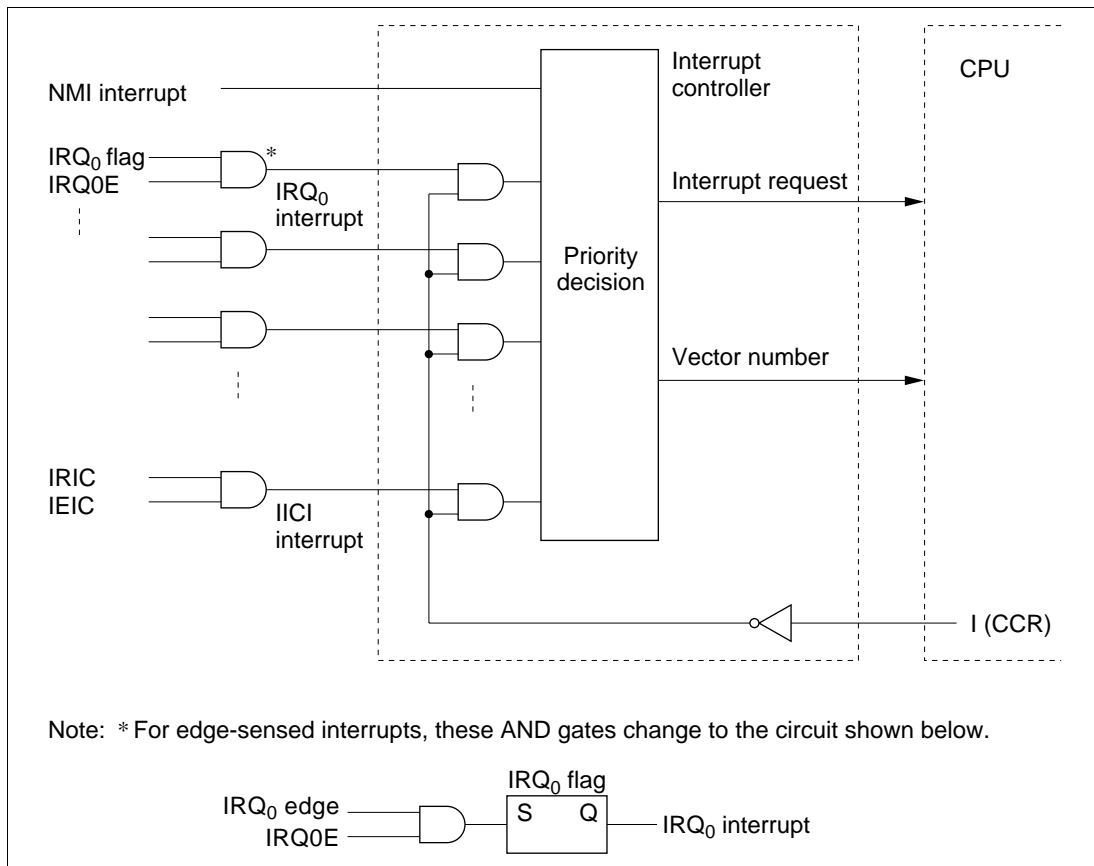 NMI interrupt
Interrupt
controller
CPU
IRQ0 flag
*
IRQ0E
IRQ0
interrupt
Interrupt request
Priority
decision
Vector number
IRIC
IEIC
IICI
interrupt
I (CCR)
Note: * For edge-sensed interrupts, these AND gates change to the circuit shown below.
IRQ0 flag
IRQ0 edge
IRQ0E
S Q
IRQ0 interrupt